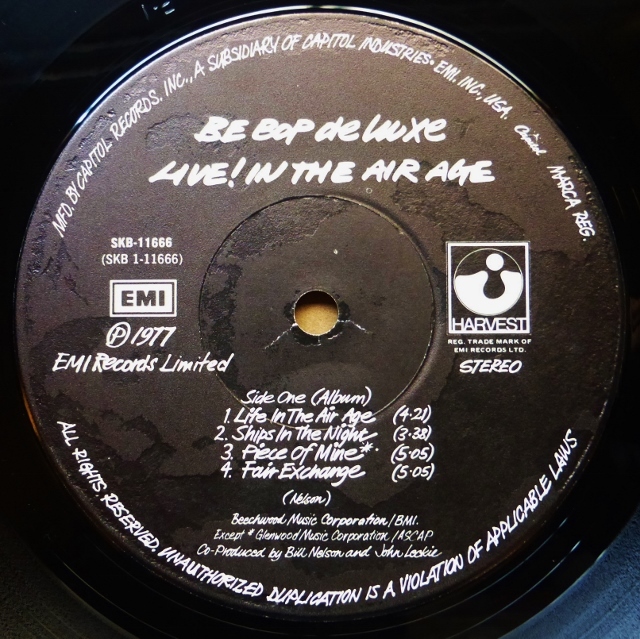 MFD. BY CAPITOL RECORDS, INC., A SUBSIDIARY OF CAPITOL INDUSTRIES-EMI, INC., USA. Capitol MARCA REG.
BE BOP deluxe
LIVE! IN THE AIR AGE
SKB-11666
(SKB 1-11666)
EMI
Ⓟ 1977
EMI Records Limited
HARVEST
REG. TRADE MARK OF
EMI RECORDS LTD.
STEREO
Side One (Album)
1. Life In The Air Age (4:21)
2. Ships In The Night (3:38)
3. Piece Of Mine* (5:05)
4. Fair Exchange (5:05)
(Nelson)
Beechwood Music Corporation/BMI.
Except * Glenwood Music Corporation/ASCAP
Co-Produced by Bill Nelson and John Leckie
ALL RIGHTS RESERVED. UNAUTHORIZED DUPLICATION IS A VIOLATION OF APPLICABLE LAWS